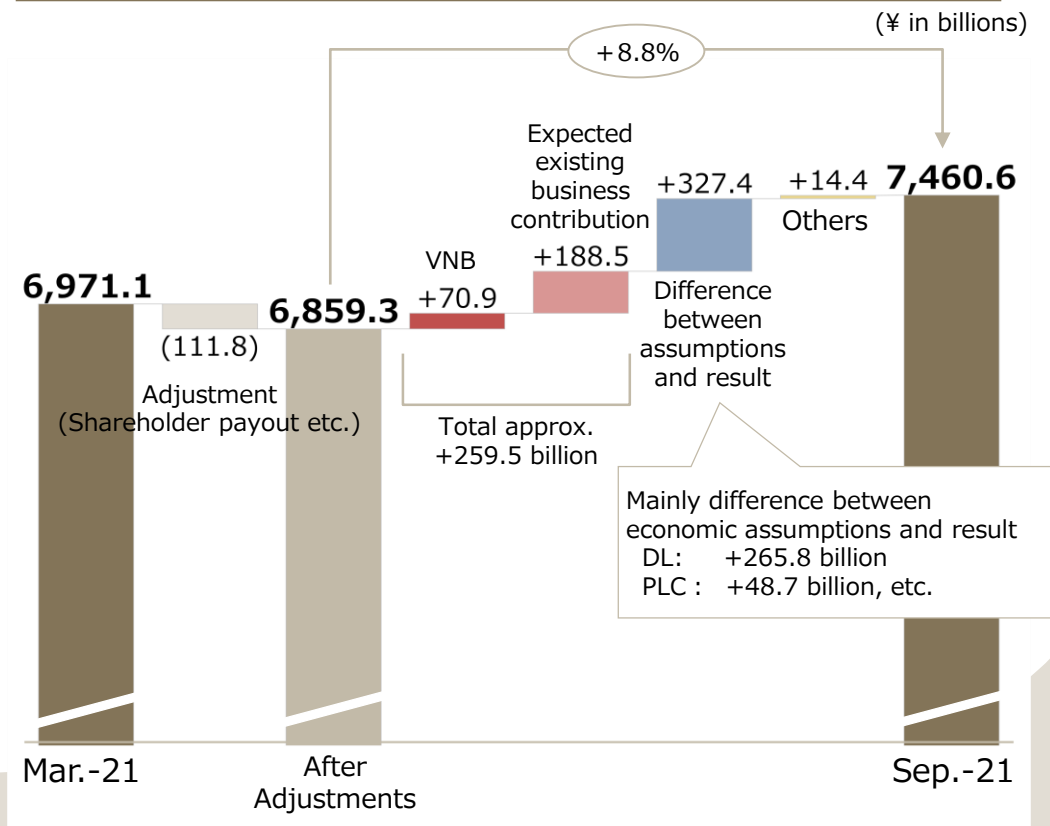 (¥ in billions)
+8.8%
Expected
existing
business
contribution
+327.4
+14.4
7,460.6
Others
VNB
+188.5
6,971.1
6,859.3
+70.9
Difference
between
assumptions
and result
(111.8)
Adjustment
(Shareholder payout etc.)
Total approx.
+259.5 billion
Mainly difference between
economic assumptions and result
DL: +265.8 billion
PLC : +48.7 billion, etc.
Mar.-21
After
Adjustments
Sep.-21